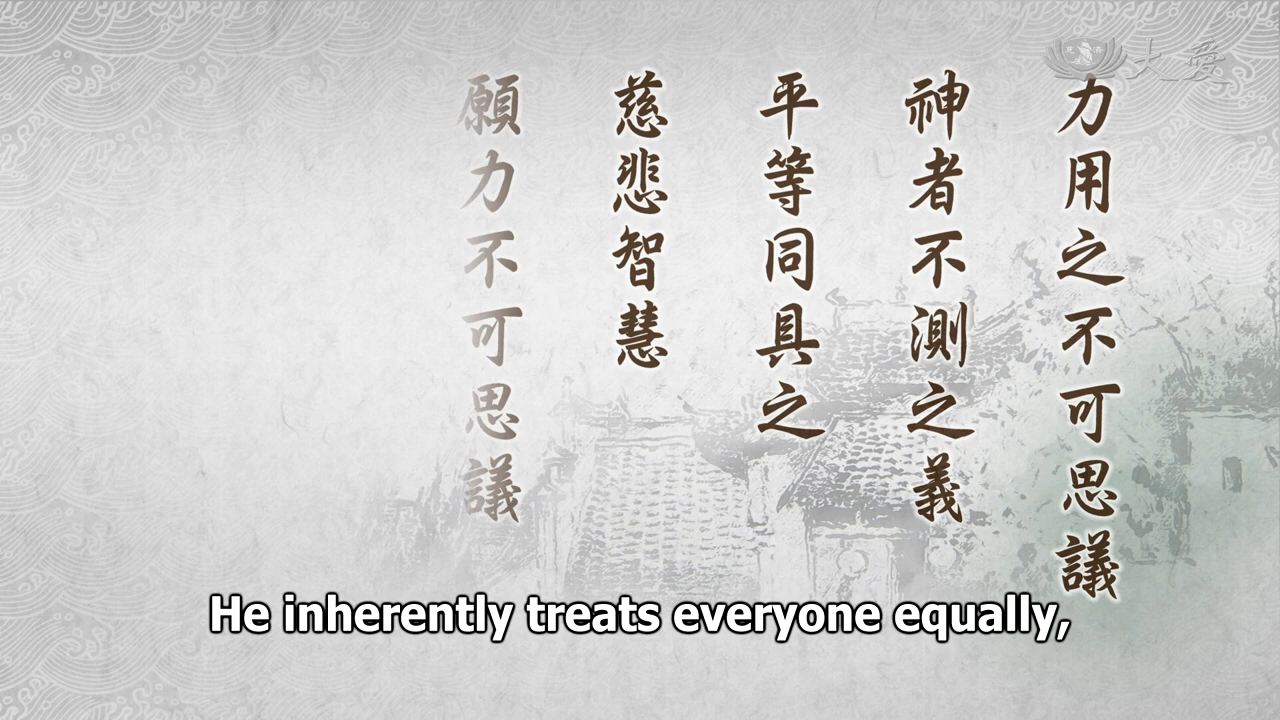 大愛
力用之不可思議
神者不測之義
平等同具之
慈悲智慧
願力不可思議
He inherently treats everyone equally,